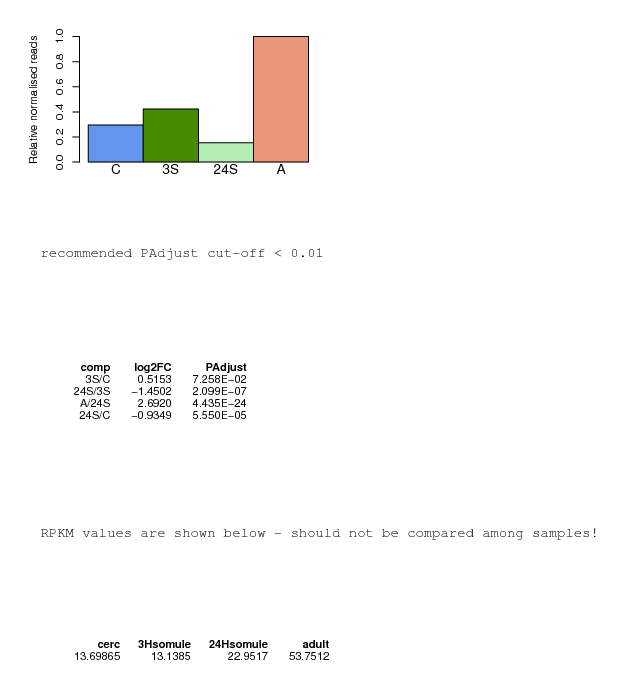 Relative normalised reads
1.0
0.8
0.6
0.4
0.2
0.0
C 3S 24S A
recommended PAdjust cut-off < 0.01
comp log2FC PAdjust
3S/C 0.5153 7.258E−02
24S/3S −1.4502 2.099E−07
A/24S 2.6920 4.435E−24
24S/C −0.9349 5.550E−05
RPKM values are shown below - should not be compared among samples!
cerc 3Hsomule 24Hsomule adult
13.69865 13.1385 22.9517 53.7512